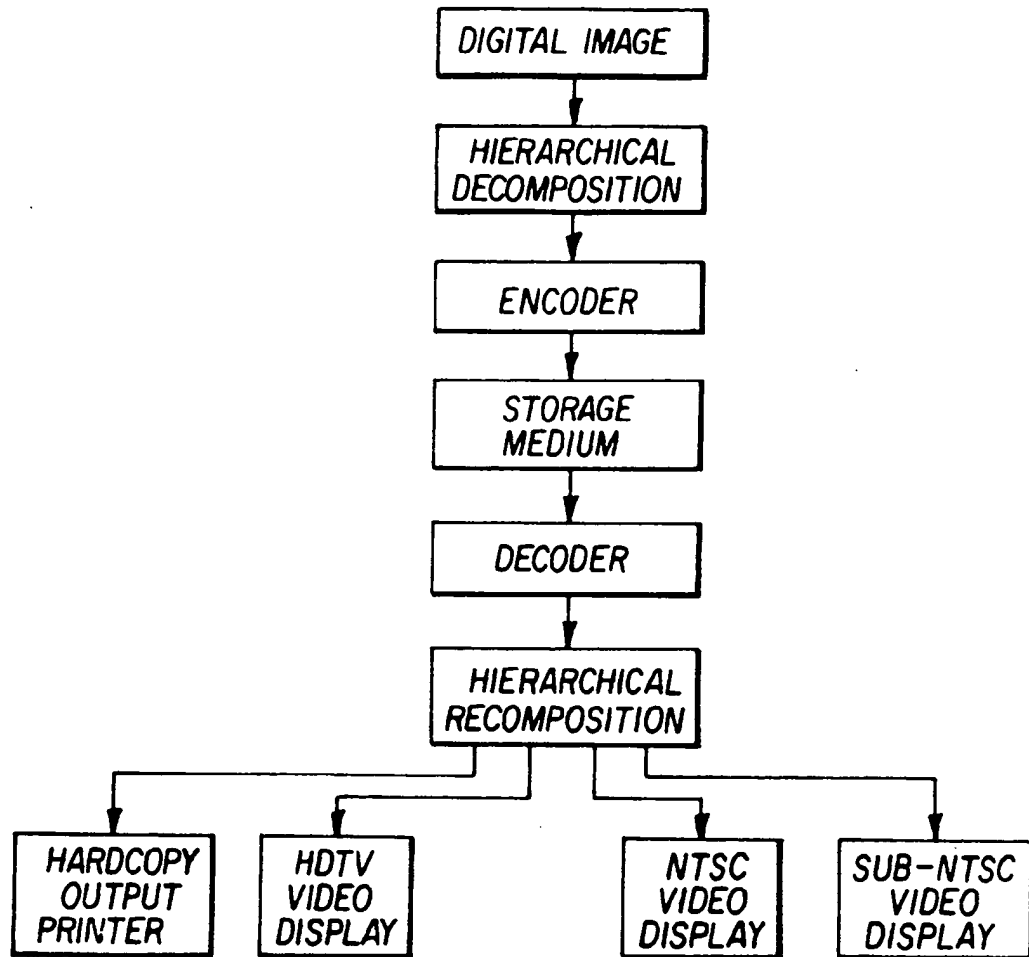 DIGITAL IMAGE
HIERARCHICAL
DECOMPOSITION
ENCODER
STORAGE
MEDIUM
DECODER
HIERARCHICAL
RECOMPOSITION
HARDCOPY
OUTPUT
PRINTER
HDTV
VIDEO
DISPLAY
NTSC
VIDEO
DISPLAY
SUB-NTSC
VIDEO
DISPLAY